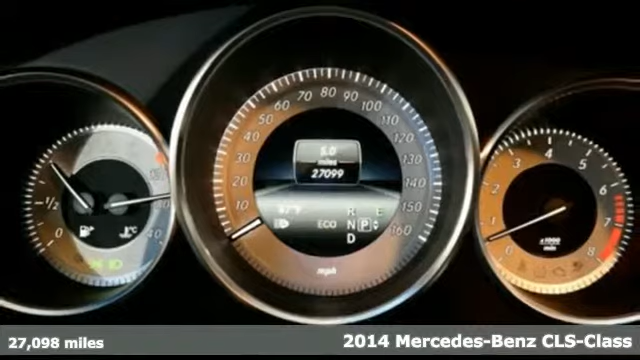 80
70 90
60 100
50 110
40 120
30 130
20 140
10 150
160
5.0
miles
27099
ECO
R E
N P
D
mph
½
0
40
1
2
3
4
5
6
7
8
x1000
min
27,098 miles
2014 Mercedes-Benz CLS-Class